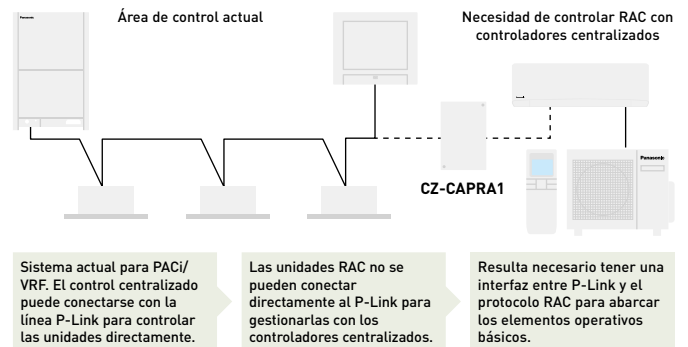 Área de control actual
Necesidad de controlar RAC con
controladores centralizados
Panasonic
CZ-CAPRA1
Panasonic
Sistema actual para PACi/
VRF. El control centralizado
puede conectarse con la
línea P-Link para controlar
las unidades directamente.
Las unidades RAC no se
pueden conectar
directamente al P-Link para
gestionarlas con los
controladores centralizados.
Resulta necesario tener una
interfaz entre P-Link y el
protocolo RAC para abarcar
los elementos operativos
básicos.